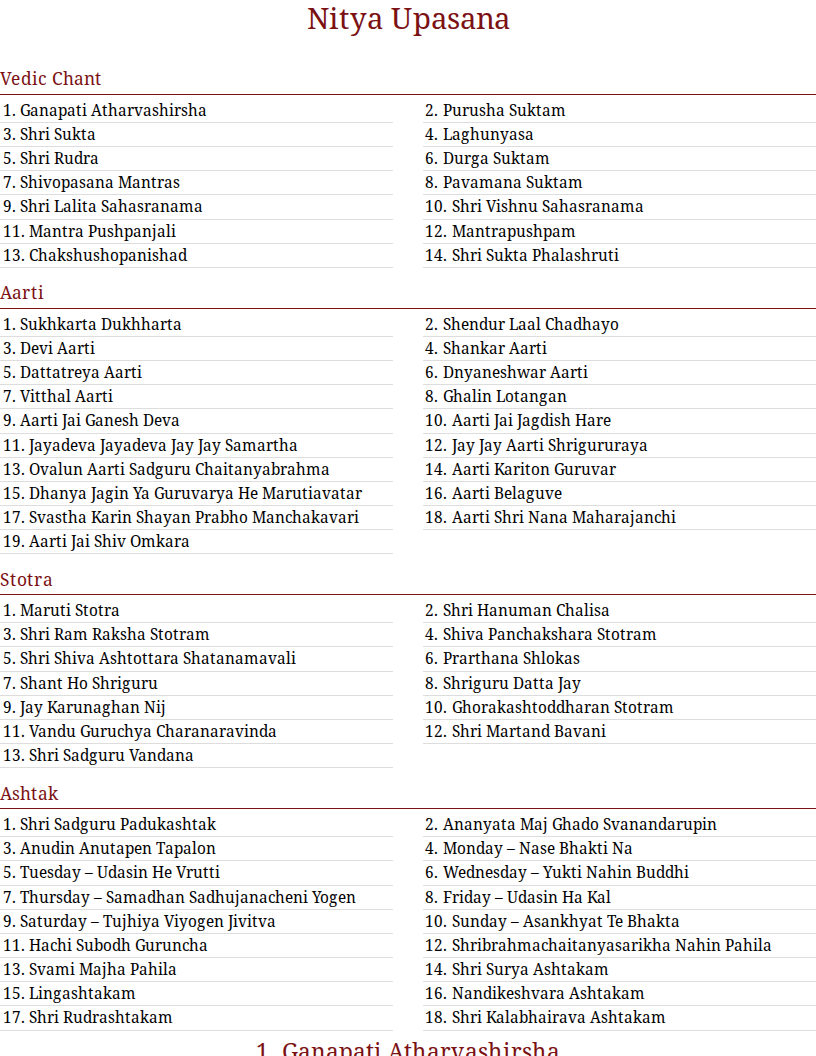 Nitya Upasana
Vedic Chant
1. Ganapati Atharvashirsha
2. Purusha Suktam
3. Shri Sukta
4. Laghunyasa
5. Shri Rudra
6. Durga Suktam
7. Shivopasana Mantras
8. Pavamana Suktam
9. Shri Lalita Sahasranama
10. Shri Vishnu Sahasranama
11. Mantra Pushpanjali
12. Mantrapushpam
13. Chakshushopanishad
14. Shri Sukta Phalashruti
Aarti
1. Sukhkarta Dukhharta
2. Shendur Laal Chadhayo
3. Devi Aarti
4. Shankar Aarti
5. Dattatreya Aarti
6. Dnyaneshwar Aarti
7. Vitthal Aarti
8. Ghalin Lotangan
9. Aarti Jai Ganesh Deva
10. Aarti Jai Jagdish Hare
11. Jayadeva Jayadeva Jay Jay Samartha
12. Jay Jay Aarti Shrigururaya
13. Ovalun Aarti Sadguru Chaitanyabrahma
14. Aarti Kariton Guruvar
15. Dhanya Jagin Ya Guruvarya He Marutiavatar
16. Aarti Belaguve
17. Svastha Karin Shayan Prabho Manchakavari
18. Aarti Shri Nana Maharajanchi
19. Aarti Jai Shiv Omkara
Stotra
1. Maruti Stotra
2. Shri Hanuman Chalisa
3. Shri Ram Raksha Stotram
4. Shiva Panchakshara Stotram
5. Shri Shiva Ashtottara Shatanamavali
6. Prarthana Shlokas
7. Shant Ho Shriguru
8. Shriguru Datta Jay
9. Jay Karunaghan Nij
10. Ghorakashtoddharan Stotram
11. Vandu Guruchya Charanaravinda
12. Shri Martand Bavani
13. Shri Sadguru Vandana
Ashtak
1. Shri Sadguru Padukashtak
2. Ananyata Maj Ghado Svanandarupin
3. Anudin Anutapen Tapalon
4. Monday – Nase Bhakti Na
5. Tuesday – Udasin He Vrutti
6. Wednesday – Yukti Nahin Buddhi
7. Thursday – Samadhan Sadhujanacheni Yogen
8. Friday – Udasin Ha Kal
9. Saturday – Tujhiya Viyogen Jivitva
10. Sunday – Asankhyat Te Bhakta
11. Hachi Subodh Guruncha
12. Shribrahmachaitanyasarikha Nahin Pahila
13. Svami Majha Pahila
14. Shri Surya Ashtakam
15. Lingashtakam
16. Nandikeshvara Ashtakam
17. Shri Rudrashtakam
18. Shri Kalabhairava Ashtakam
1. Ganapati Atharvashirsha